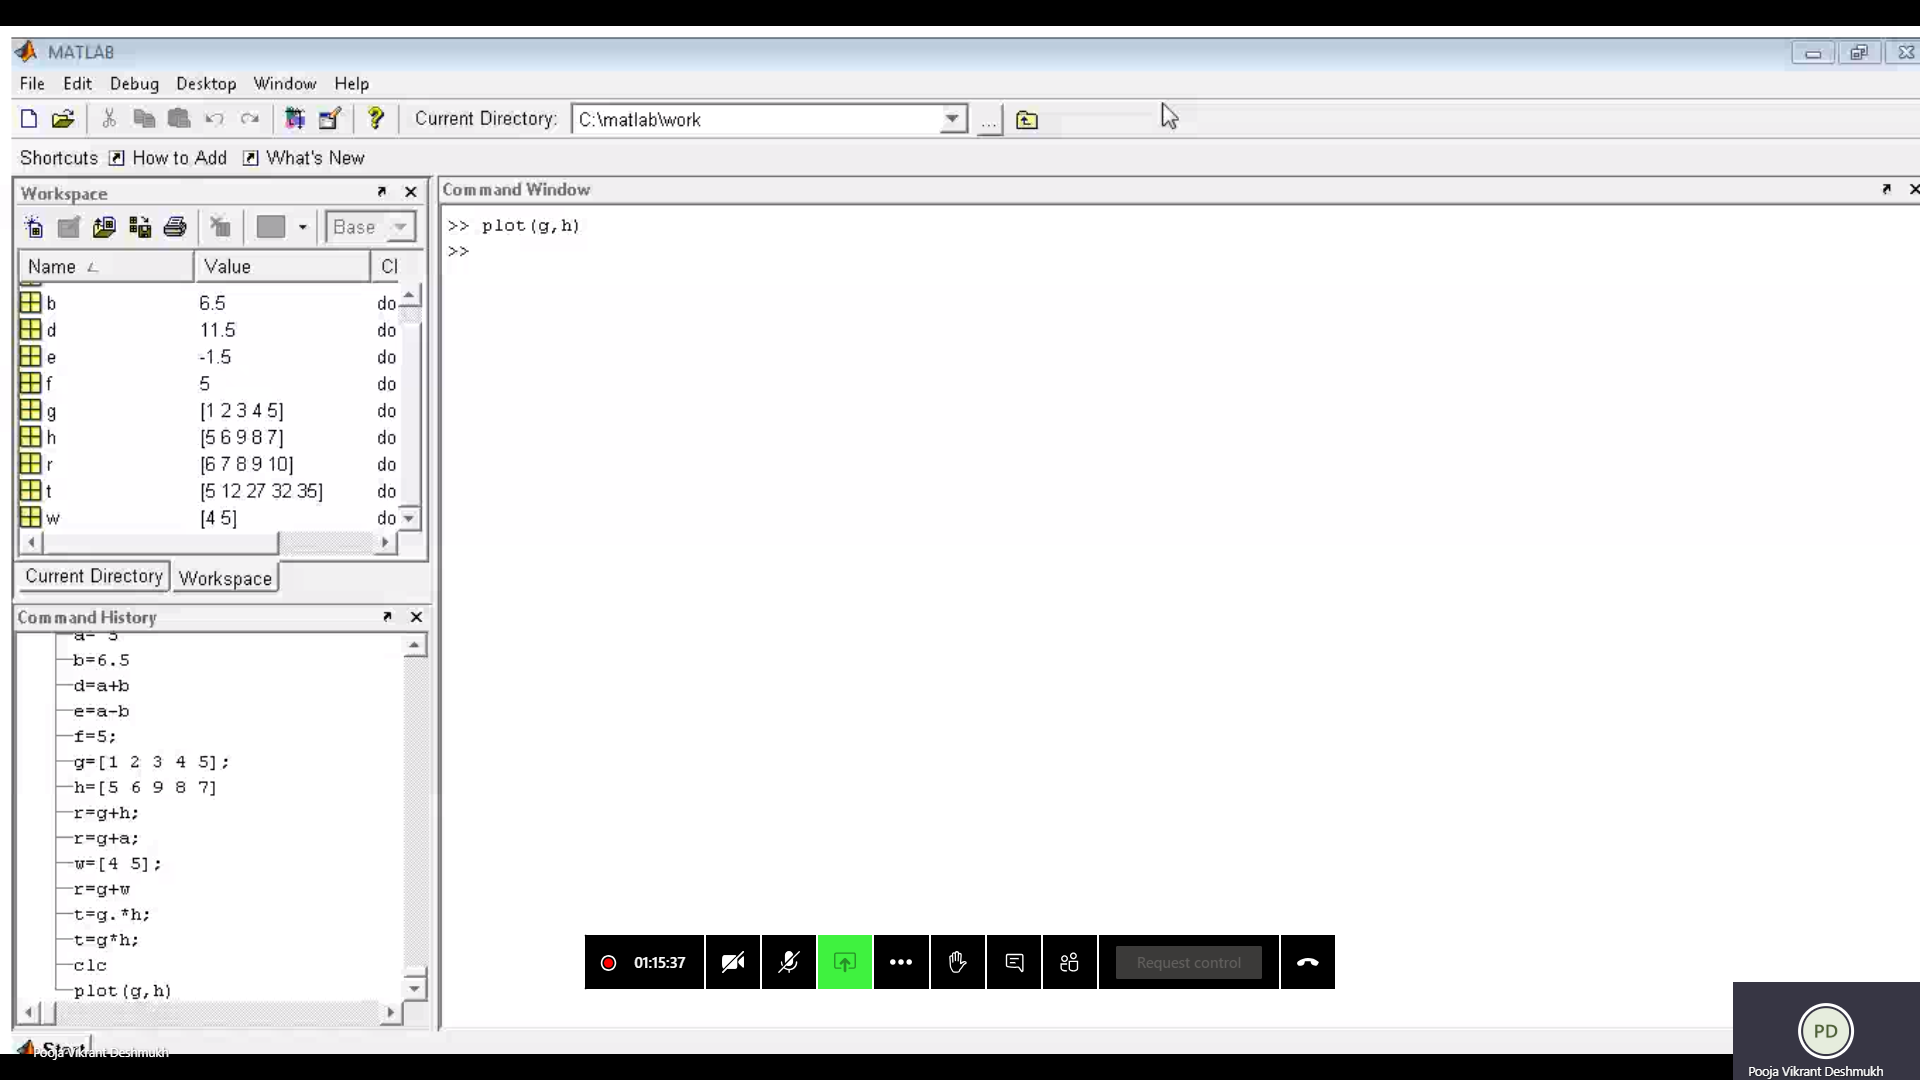 MATLAB
File Edit Debug Desktop Window Help
Current Directory: C:\matlab\work ...
Shortcuts How to Add What's New
Workspace
Base
Name Value Cl
b 6.5 do
d 11.5 do
e -1.5 do
f 5 do
g [1 2 3 4 5] do
h [5 6 9 8 7] do
r [6 7 8 9 10] do
t [5 12 27 32 35] do
w [4 5] do
Current Directory Workspace
Command History
b=6.5
d=a+b
e=a-b
f=5;
g=[1 2 3 4 5];
h=[5 6 9 8 7]
r=g+h;
r=g+a;
w=[4 5];
r=g+w
t=g.*h;
t=g*h;
clc
plot(g,h)
Start
Pooja Vikrant Deshmukh
Command Window
>> plot(g,h)
>>
01:15:37
Request control
PD
Pooja Vikrant Deshmukh